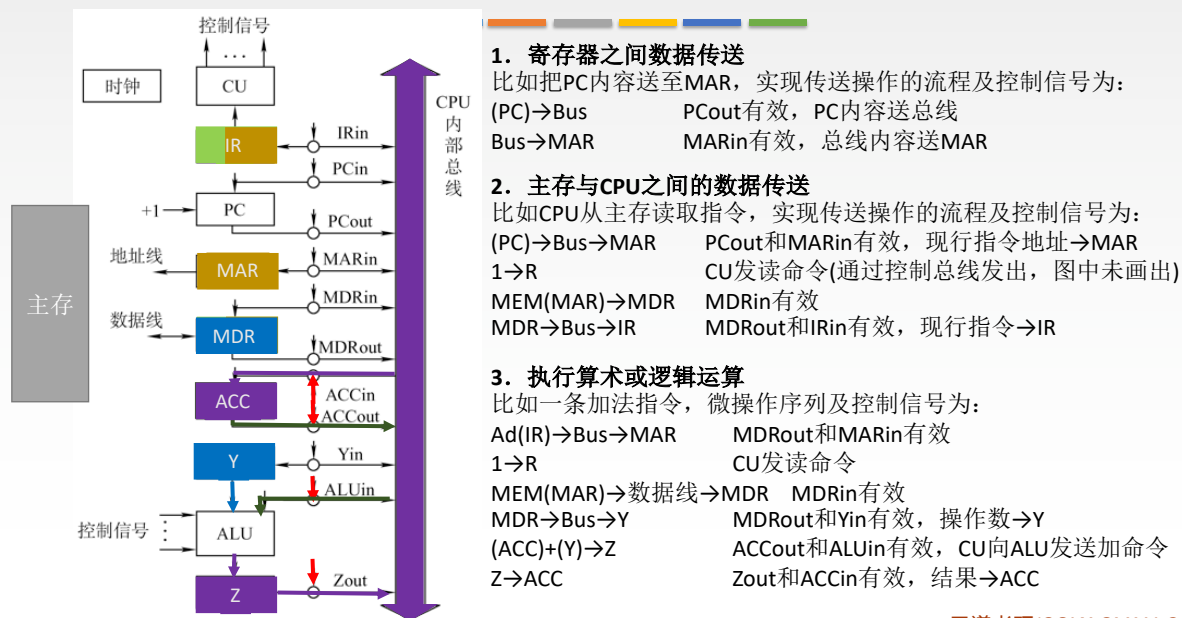 控制信号
...
时钟
CU
CPU
内
部
总
线
IR
IRin
PCin
+1
PC
PCout
地址线
MAR
MARin
主存
MDRin
数据线
MDR
MDRout
ACC
ACCin
ACCout
Y
Yin
ALUin
控制信号
ALU
Z
Zout
1. 寄存器之间数据传送
比如把PC内容送至MAR，实现传送操作的流程及控制信号为：
(PC)→Bus PCout有效，PC内容送总线
Bus→MAR MARin有效，总线内容送MAR
2. 主存与CPU之间的数据传送
比如CPU从主存读取指令，实现传送操作的流程及控制信号为：
(PC)→Bus→MAR PCout和MARin有效，现行指令地址→MAR
1→R CU发读命令(通过控制总线发出，图中未画出)
MEM(MAR)→MDR MDRin有效
MDR→Bus→IR MDRout和IRin有效，现行指令→IR
3. 执行算术或逻辑运算
比如一条加法指令，微操作序列及控制信号为：
Ad(IR)→Bus→MAR MDRout和MARin有效
1→R CU发读命令
MEM(MAR)→数据线→MDR MDRin有效
MDR→Bus→Y MDRout和Yin有效，操作数→Y
(ACC)+(Y)→Z ACCout和ALUin有效，CU向ALU发送加命令
Z→ACC Zout和ACCin有效，结果→ACC